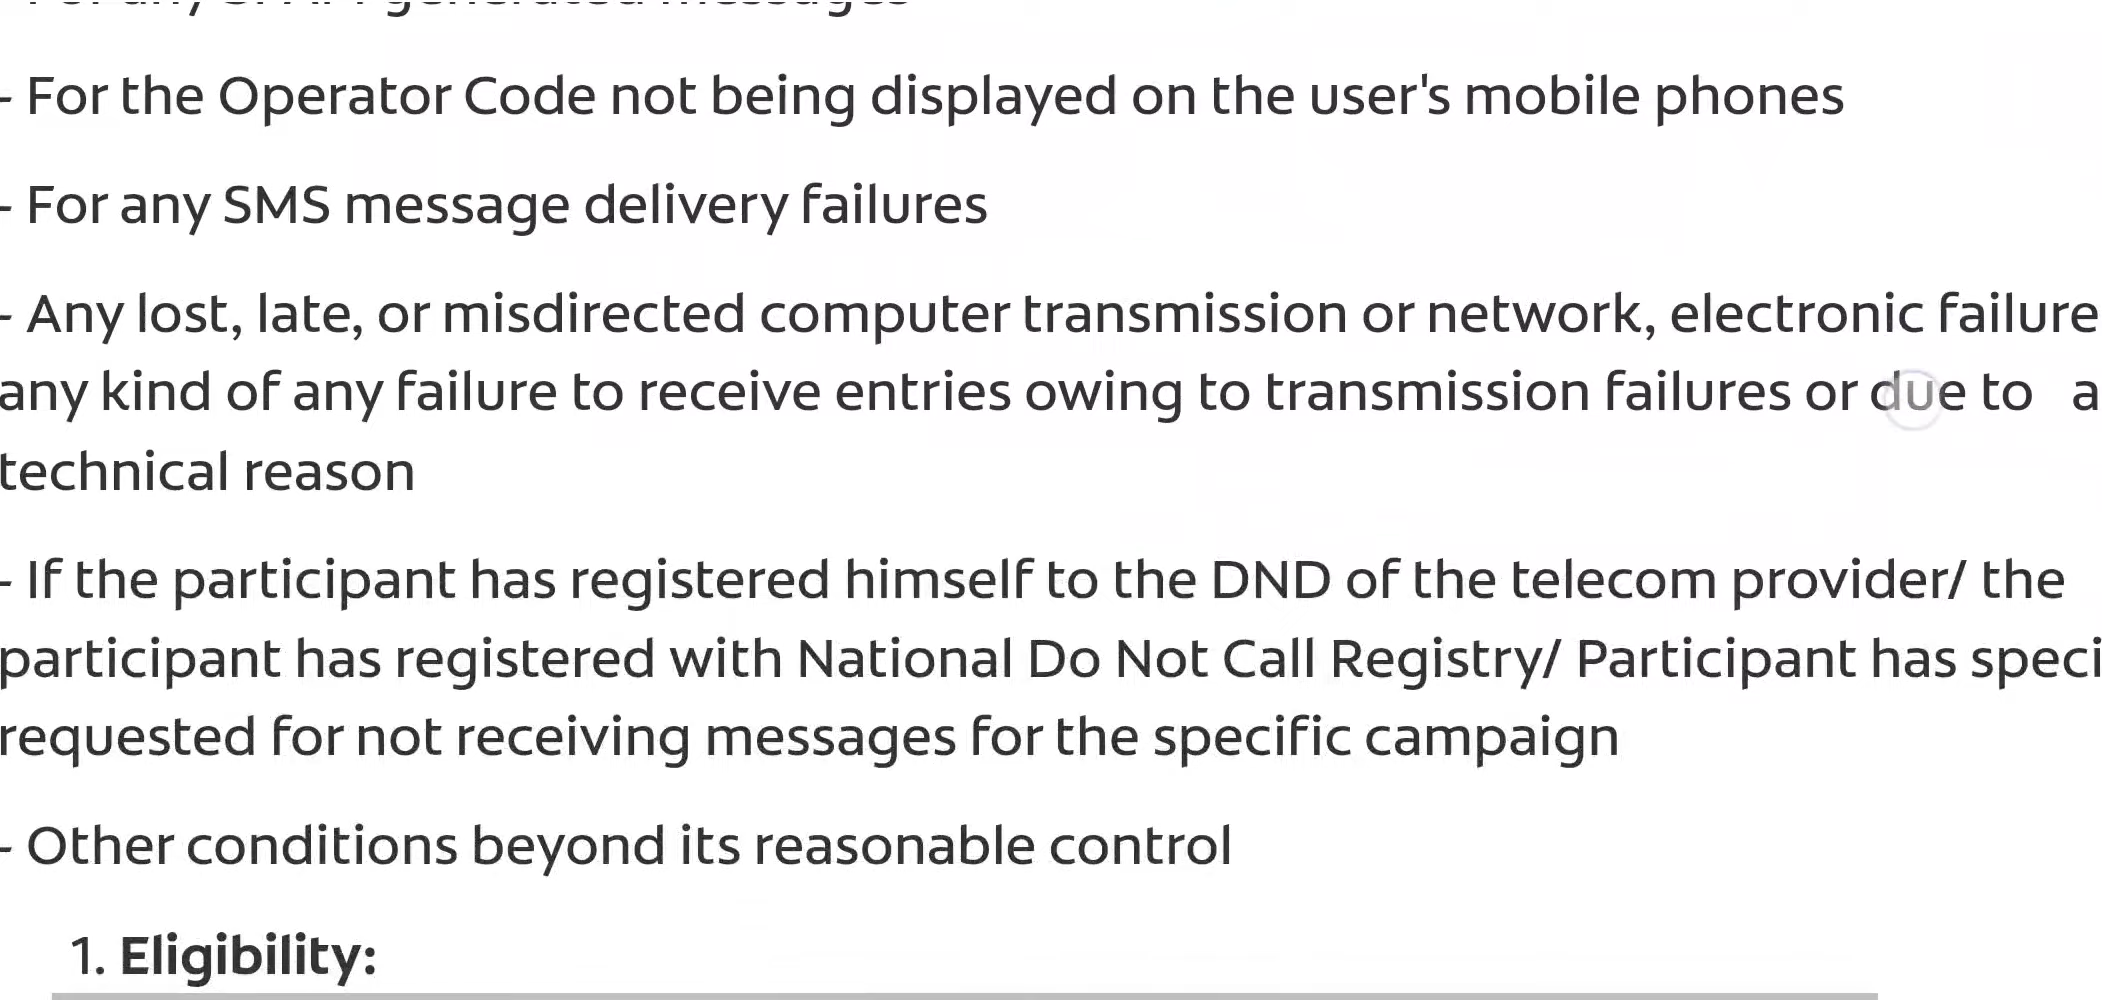 - For the Operator Code not being displayed on the user's mobile phones
- For any SMS message delivery failures
- Any lost, late, or misdirected computer transmission or network, electronic failure
any kind of any failure to receive entries owing to transmission failures or due to a
technical reason
- If the participant has registered himself to the DND of the telecom provider/ the
participant has registered with National Do Not Call Registry/ Participant has speci
requested for not receiving messages for the specific campaign
- Other conditions beyond its reasonable control
1. Eligibility: